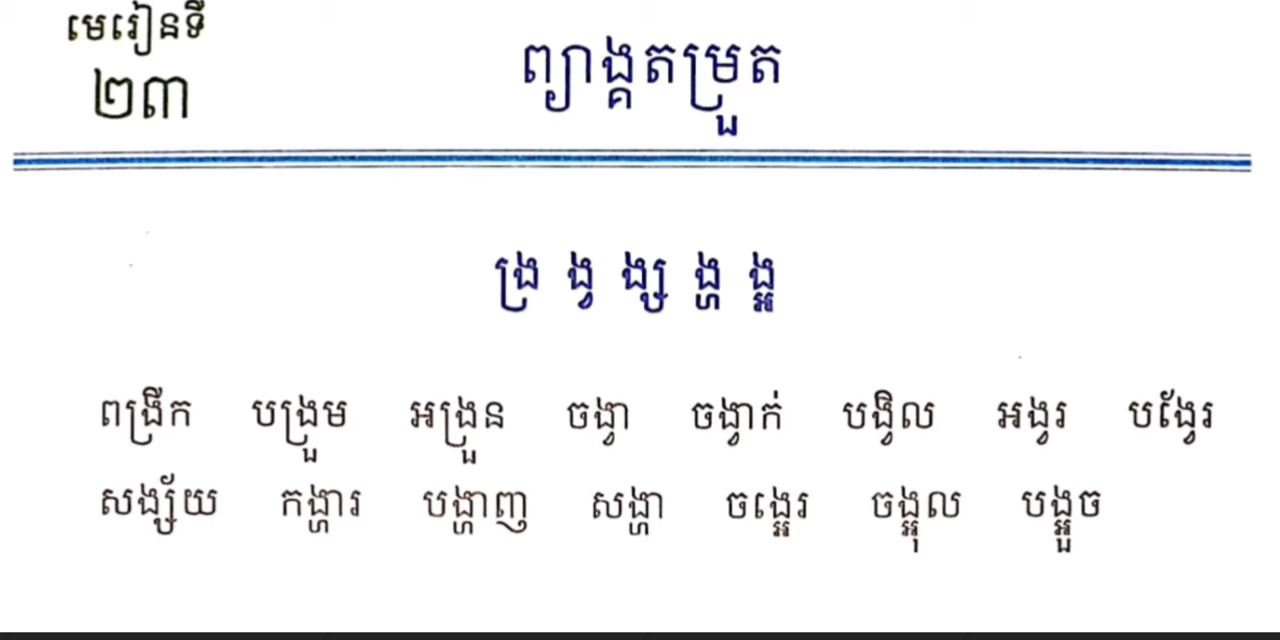 មេរៀនទី
២៣
ព្យាង្គតម្រួត
ង្រ ង្វ ង្ស ង្ហ ង្អ
ពង្រីក បង្រួម អង្រួន ចង្វា ចង្វាក់ បង្វិល អង្វរ បង្វែរ
សង្ស័យ កង្ហារ បង្ហាញ សង្ហា ចង្អេរ ចង្អុល បង្អួច